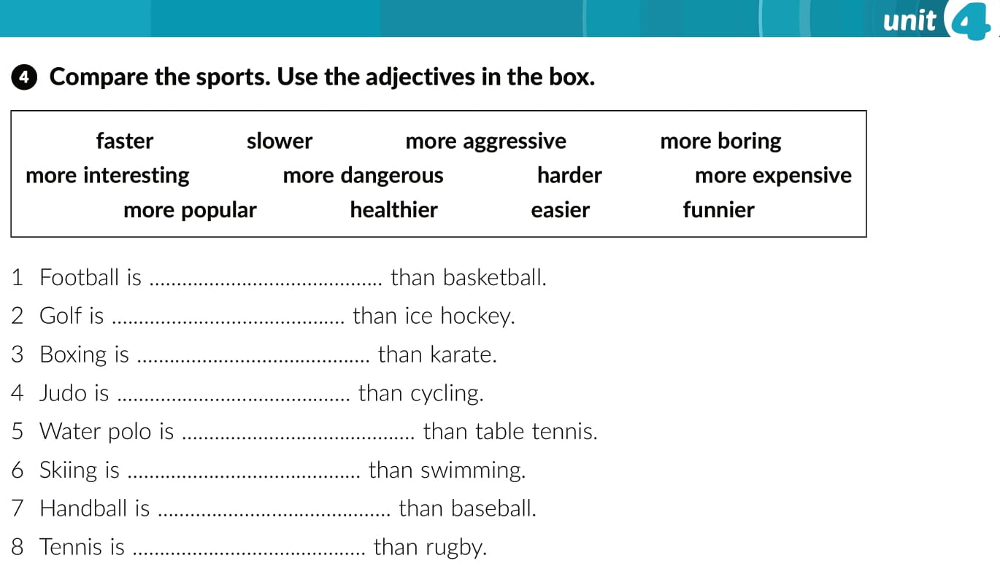 unit 4
4 Compare the sports. Use the adjectives in the box.
faster slower more aggressive more boring
more interesting more dangerous harder more expensive
more popular healthier easier funnier
1 Football is ........................................... than basketball.
2 Golf is ........................................... than ice hockey.
3 Boxing is ........................................... than karate.
4 Judo is ........................................... than cycling.
5 Water polo is ........................................... than table tennis.
6 Skiing is ........................................... than swimming.
7 Handball is ........................................... than baseball.
8 Tennis is ........................................... than rugby.